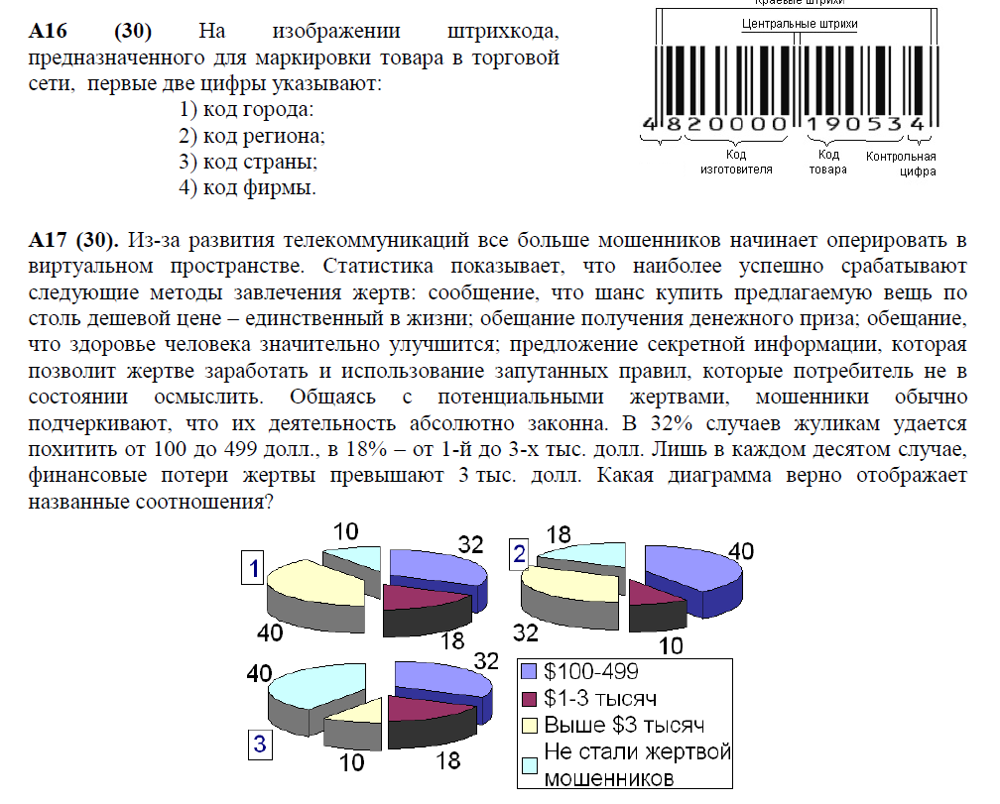 Краевые штрихи
Центральные штрихи
А16 (30) На изображении штрихкода,
предназначенного для маркировки товара в торговой
сети, первые две цифры указывают:
1) код города:
2) код региона;
3) код страны;
4) код фирмы.
4 820000 190534
Код изготовителя
Код товара
Контрольная цифра
А17 (30). Из-за развития телекоммуникаций все больше мошенников начинает оперировать в
виртуальном пространстве. Статистика показывает, что наиболее успешно срабатывают
следующие методы завлечения жертв: сообщение, что шанс купить предлагаемую вещь по
столь дешевой цене – единственный в жизни; обещание получения денежного приза; обещание,
что здоровье человека значительно улучшится; предложение секретной информации, которая
позволит жертве заработать и использование запутанных правил, которые потребитель не в
состоянии осмыслить. Общаясь с потенциальными жертвами, мошенники обычно
подчеркивают, что их деятельность абсолютно законна. В 32% случаев жуликам удается
похитить от 100 до 499 долл., в 18% – от 1-й до 3-х тыс. долл. Лишь в каждом десятом случае,
финансовые потери жертвы превышают 3 тыс. долл. Какая диаграмма верно отображает
названные соотношения?
1
10
32
40
18
2
18
40
32
10
3
40
32
10
18
$100-499
$1-3 тысяч
Выше $3 тысяч
Не стали жертвой
мошенников